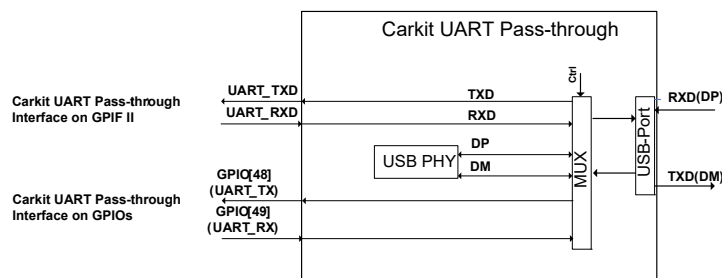 Carkit UART Pass-through
Ctrl
UART_TXD
TXD
Carkit UART Pass-through
Interface on GPIF II
RXD(DP)
UART_RXD
RXD
DP
USB PHY
DM
MUX
USB-Port
GPIO[48]
(UART_TX)
TXD(DM)
Carkit UART Pass-through
Interface on GPIOs
GPIO[49]
(UART_RX)